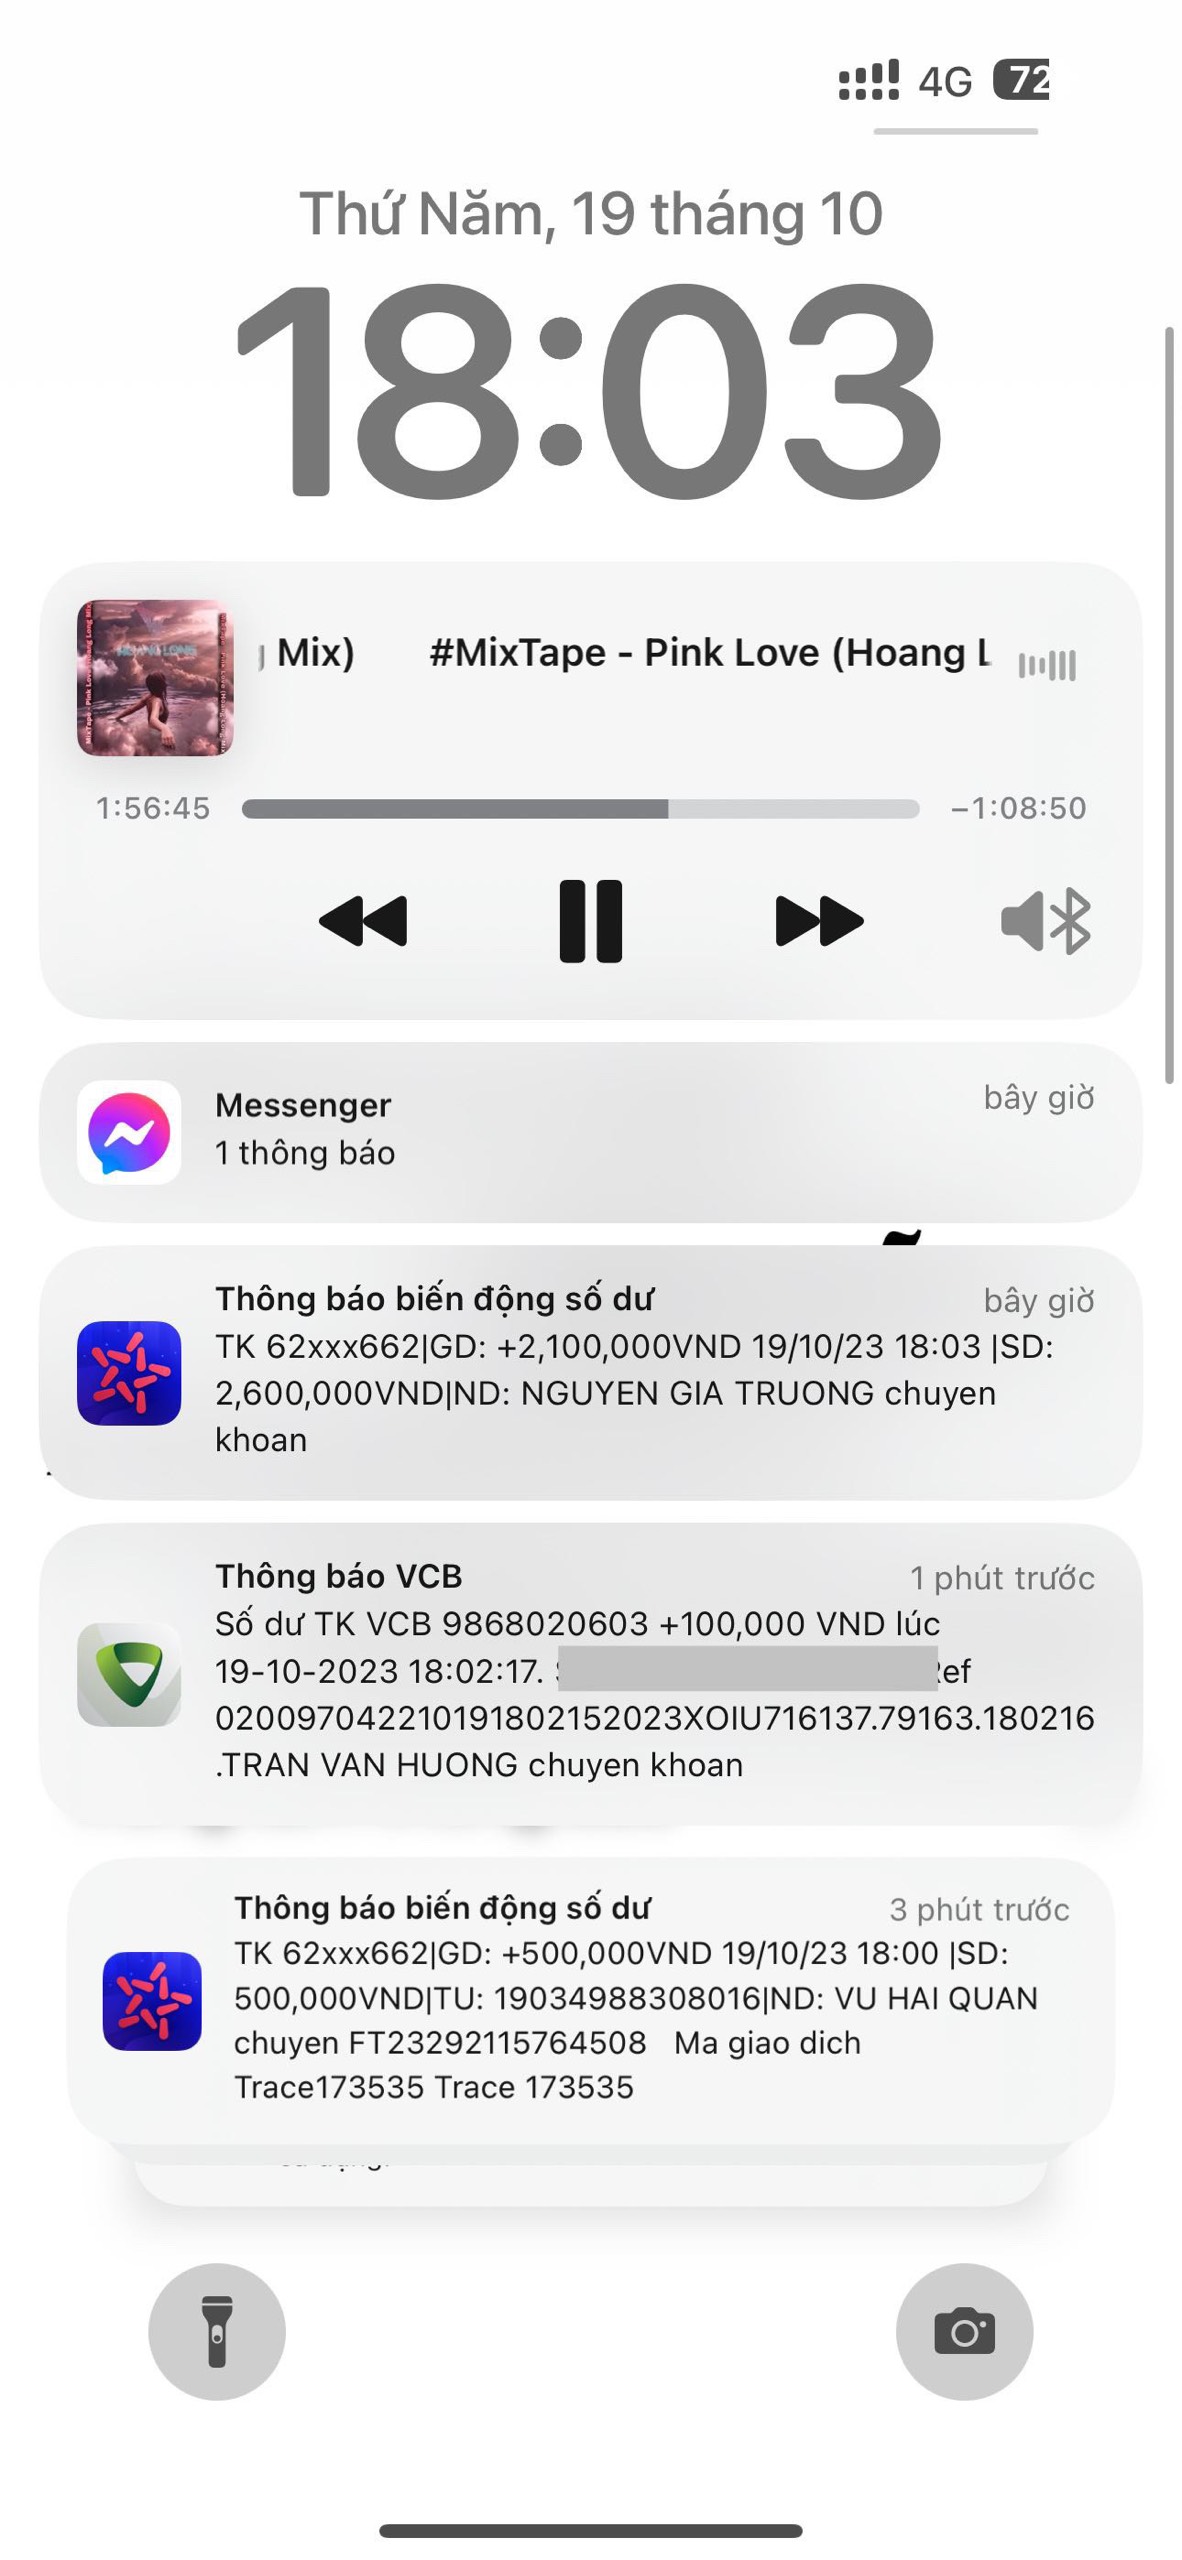 4G 72
Thứ Năm, 19 tháng 10
18:03
Mix) #MixTape - Pink Love (Hoang L
1:56:45 −1:08:50
Messenger bây giờ
1 thông báo
Thông báo biến động số dư bây giờ
TK 62xxx662|GD: +2,100,000VND 19/10/23 18:03 |SD:
2,600,000VND|ND: NGUYEN GIA TRUONG chuyen
khoan
Thông báo VCB 1 phút trước
Số dư TK VCB 9868020603 +100,000 VND lúc
19-10-2023 18:02:17. Ref
020097042210191802152023XOIU716137.79163.180216
.TRAN VAN HUONG chuyen khoan
Thông báo biến động số dư 3 phút trước
TK 62xxx662|GD: +500,000VND 19/10/23 18:00 |SD:
500,000VND|TU: 19034988308016|ND: VU HAI QUAN
chuyen FT23292115764508 Ma giao dich
Trace173535 Trace 173535